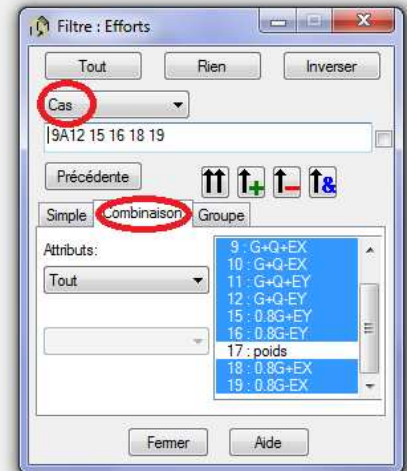 Filtre : Efforts
Tout Rien Inverser
Cas
9A12 15 16 18 19
Précédente
Simple Combinaison Groupe
Attributs:
Tout
9 : G+Q+EX
10 : G+Q-EX
11 : G+Q+EY
12 : G+Q-EY
15 : 0.8G+EY
16 : 0.8G-EY
17 : poids
18 : 0.8G+EX
19 : 0.8G-EX
Fermer Aide